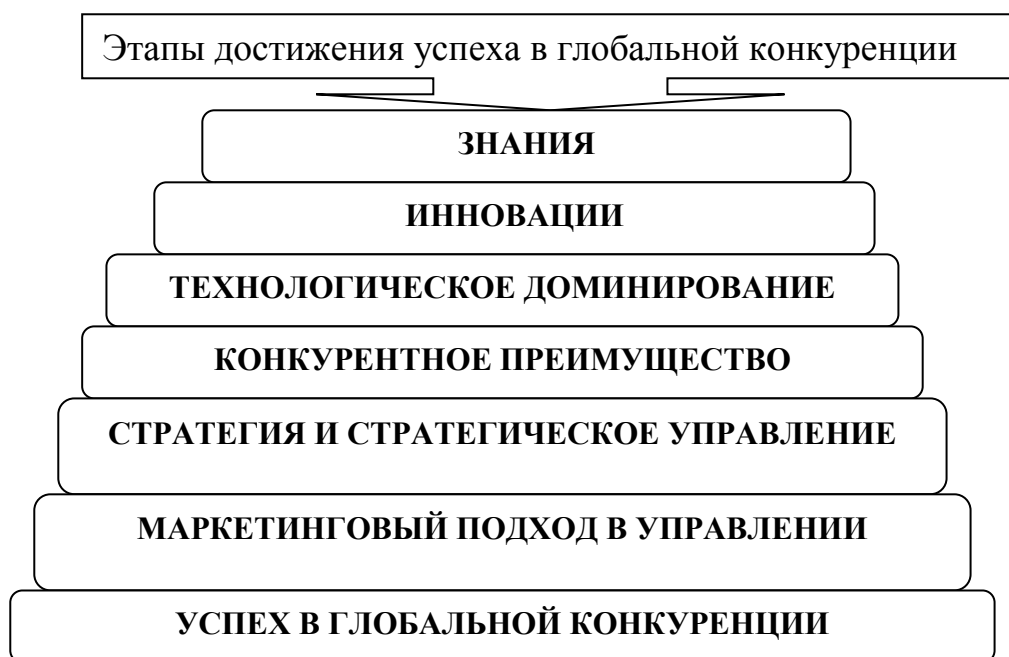 Этапы достижения успеха в глобальной конкуренции
ЗНАНИЯ
ИННОВАЦИИ
ТЕХНОЛОГИЧЕСКОЕ ДОМИНИРОВАНИЕ
КОНКУРЕНТНОЕ ПРЕИМУЩЕСТВО
СТРАТЕГИЯ И СТРАТЕГИЧЕСКОЕ УПРАВЛЕНИЕ
МАРКЕТИНГОВЫЙ ПОДХОД В УПРАВЛЕНИИ
УСПЕХ В ГЛОБАЛЬНОЙ КОНКУРЕНЦИИ